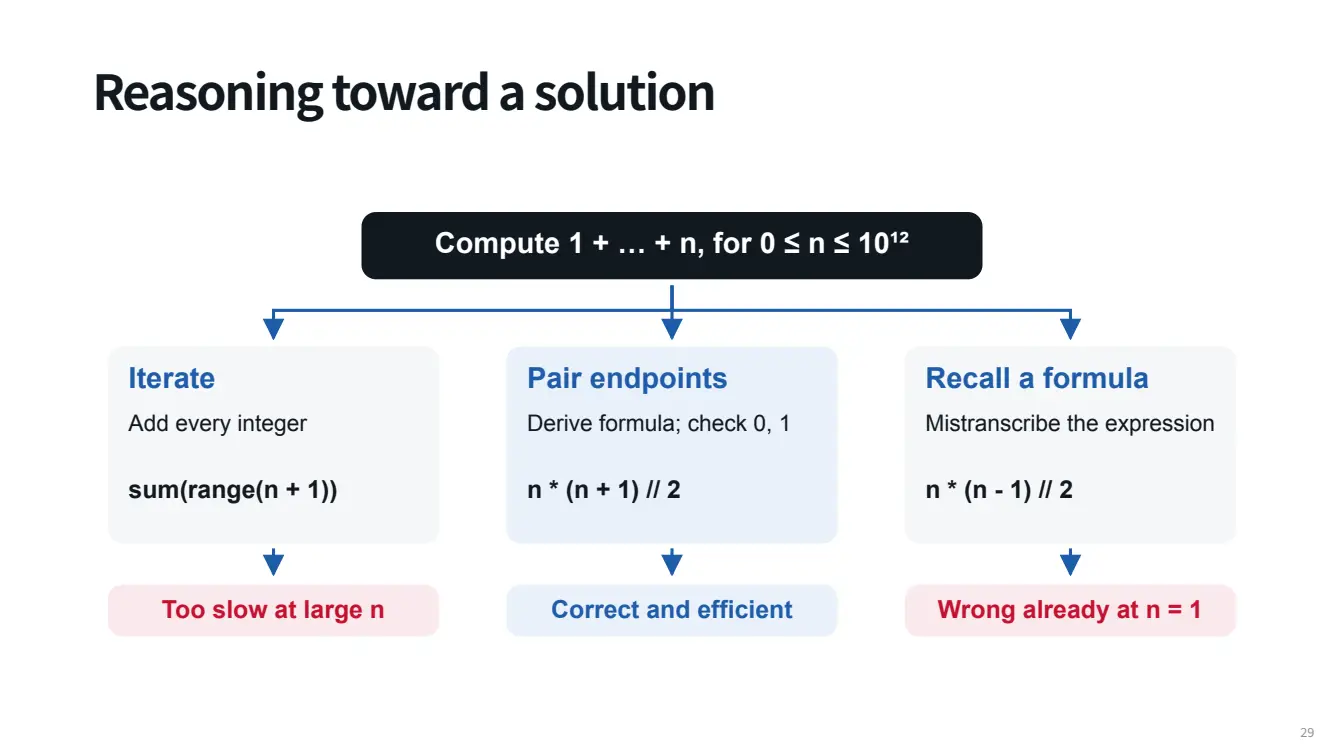 Reasoning toward a solution
Compute 1 + … + n, for 0 ≤ n ≤ 10¹²
Iterate
Add every integer
sum(range(n + 1))
Too slow at large n
Pair endpoints
Derive formula; check 0, 1
n * (n + 1) // 2
Correct and efficient
Recall a formula
Mistranscribe the expression
n * (n - 1) // 2
Wrong already at n = 1
29